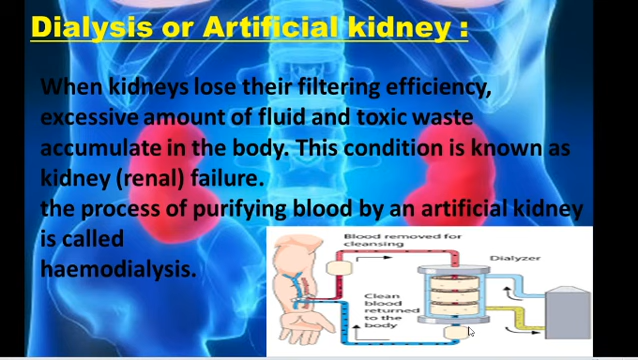 Dialysis or Artificial kidney :
When kidneys lose their filtering efficiency,
excessive amount of fluid and toxic waste
accumulate in the body. This condition is known as
kidney (renal) failure.
the process of purifying blood by an artificial kidney
is called
haemodialysis.
Blood removed for
cleansing
Dialyzer
Clean
blood
returned
to the
body